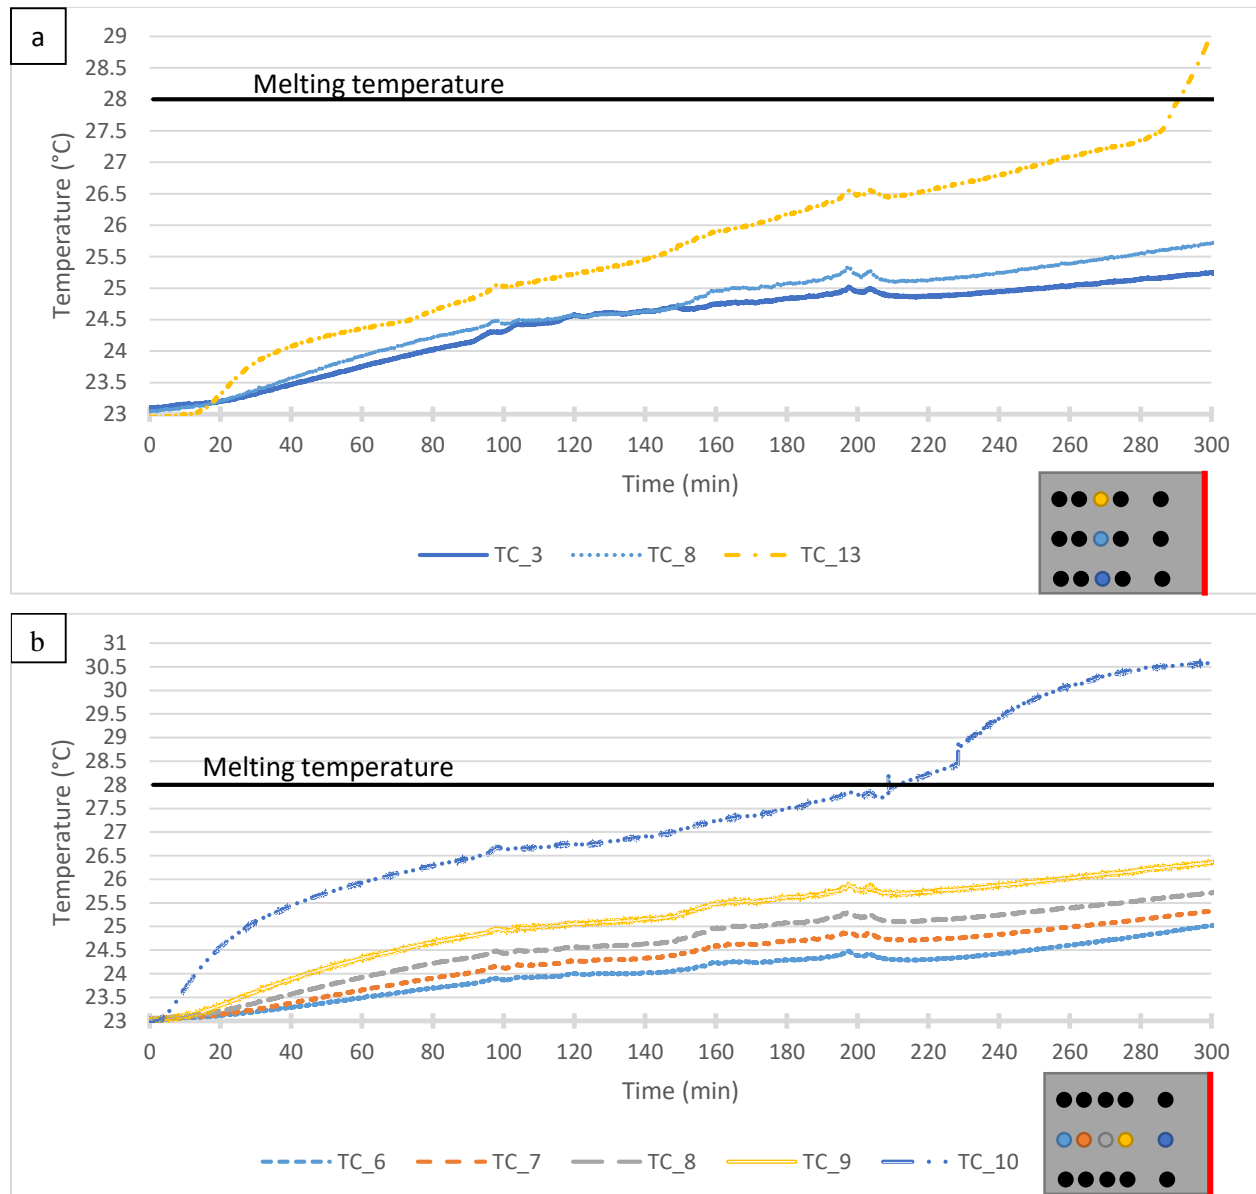 a
29
28.5
28
27.5
27
26.5
26
25.5
25
24.5
24
23.5
23
Temperature (°C)
Melting temperature
0 20 40 60 80 100 120 140 160 180 200 220 240 260 280 300
Time (min)
TC_3 TC_8 TC_13
b
31
30.5
30
29.5
29
28.5
28
27.5
27
26.5
26
25.5
25
24.5
24
23.5
23
Temperature (°C)
Melting temperature
0 20 40 60 80 100 120 140 160 180 200 220 240 260 280 300
Time (min)
TC_6 TC_7 TC_8 TC_9 TC_10